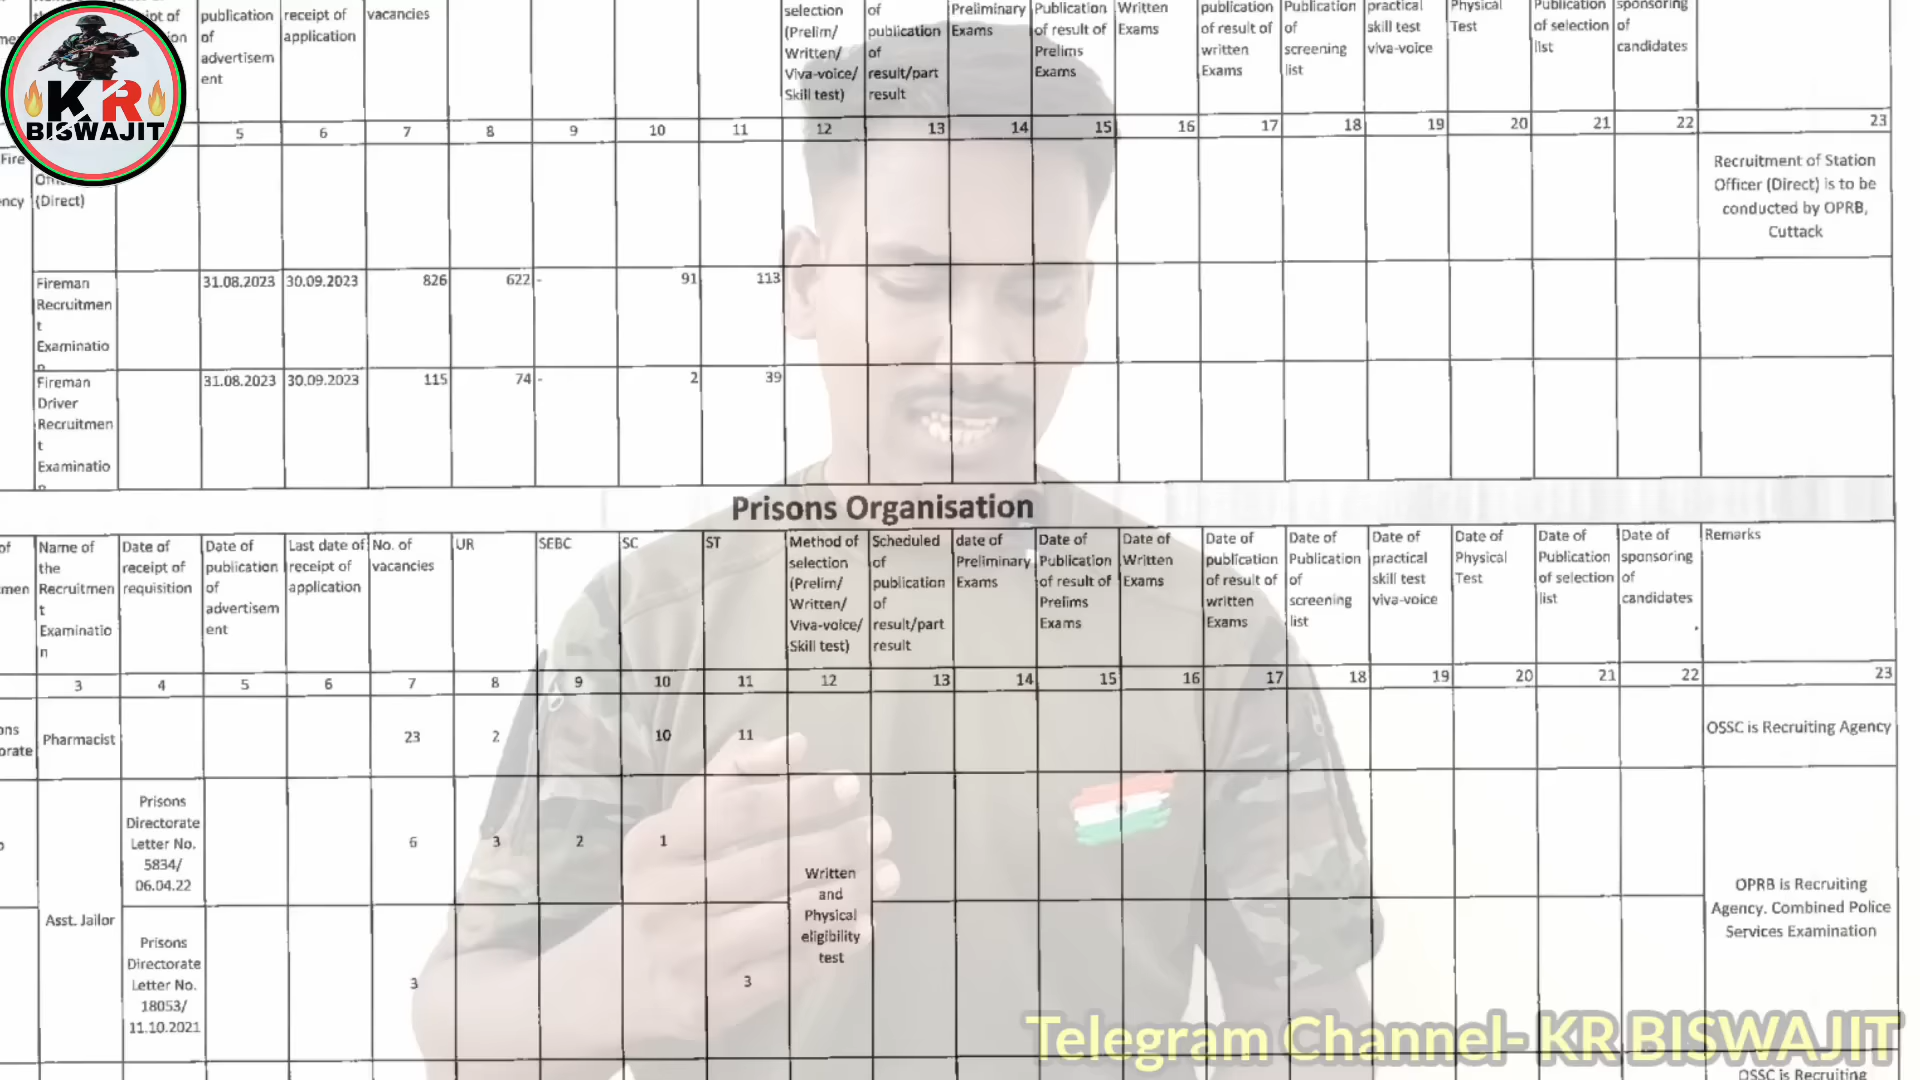 publication of advertisem ent
receipt of application
vacancies
selection (Prelim/ Written/ Viva-voice/ Skill test)
of publication of result/part result
Preliminary Exams
Publication of result of Prelims Exams
Written Exams
publication of result of written Exams
Publication of screening list
practical skill test viva-voice
Physical Test
Publication of selection list
sponsoring of candidates
KR
BISWAJIT
5 6 7 8 9 10 11 12 13 14 15 16 17 18 19 20 21 22 23
Fire
(Direct)
Recruitment of Station
Officer (Direct) is to be
conducted by OPRB,
Cuttack
Fireman Recruitmen t Examinatio n
31.08.2023 30.09.2023 826 622 - 91 113
Fireman Driver Recruitmen t Examinatio n
31.08.2023 30.09.2023 115 74 - 2 39
Prisons Organisation
of
Name of the Recruitmen t Examinatio n
Date of receipt of requisition
Date of publication of advertisem ent
Last date of receipt of application
No. of vacancies
UR
SEBC
SC
ST
Method of selection (Prelim/ Written/ Viva-voice/ Skill test)
Scheduled of publication of result/part result
date of Preliminary Exams
Date of Publication of result of Prelims Exams
Date of Written Exams
Date of publication of result of written Exams
Date of Publication of screening list
Date of practical skill test viva-voice
Date of Physical Test
Date of Publication of selection list
Date of sponsoring of candidates
Remarks
3 4 5 6 7 8 9 10 11 12 13 14 15 16 17 18 19 20 21 22 23
Pharmacist 23 2 10 11 OSSC is Recruiting Agency
Asst. Jailor
Prisons
Directorate
Letter No.
5834/
06.04.22
6 3 2 1
Written
and
Physical
eligibility
test
OPRB is Recruiting
Agency. Combined Police
Services Examination
Prisons
Directorate
Letter No.
18053/
11.10.2021
3 3
Telegram Channel- KR BISWAJIT
OSSC is Recruiting